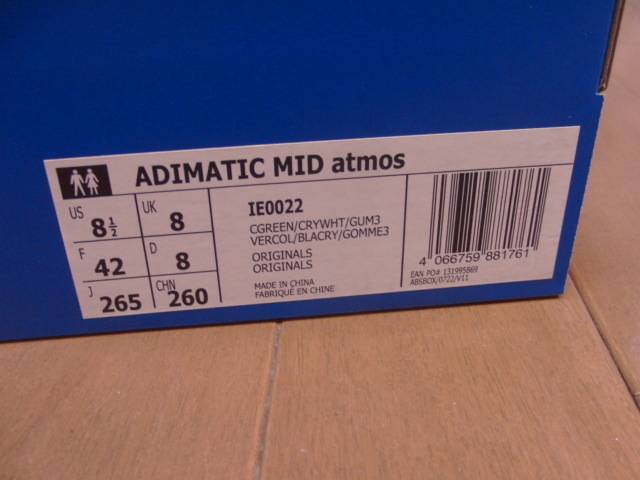 ADIMATIC MID atmos
US 8½
UK 8
F 42
D 8
J 265
CHN 260
IE0022
CGREEN/CRYWHT/GUM3
VERCOL/BLACRY/GOMME3
ORIGINALS
ORIGINALS
MADE IN CHINA
FABRIQUÉ EN CHINE
4 066759 881761
EAN PO# 131995869
ABSBOX/0722/V11